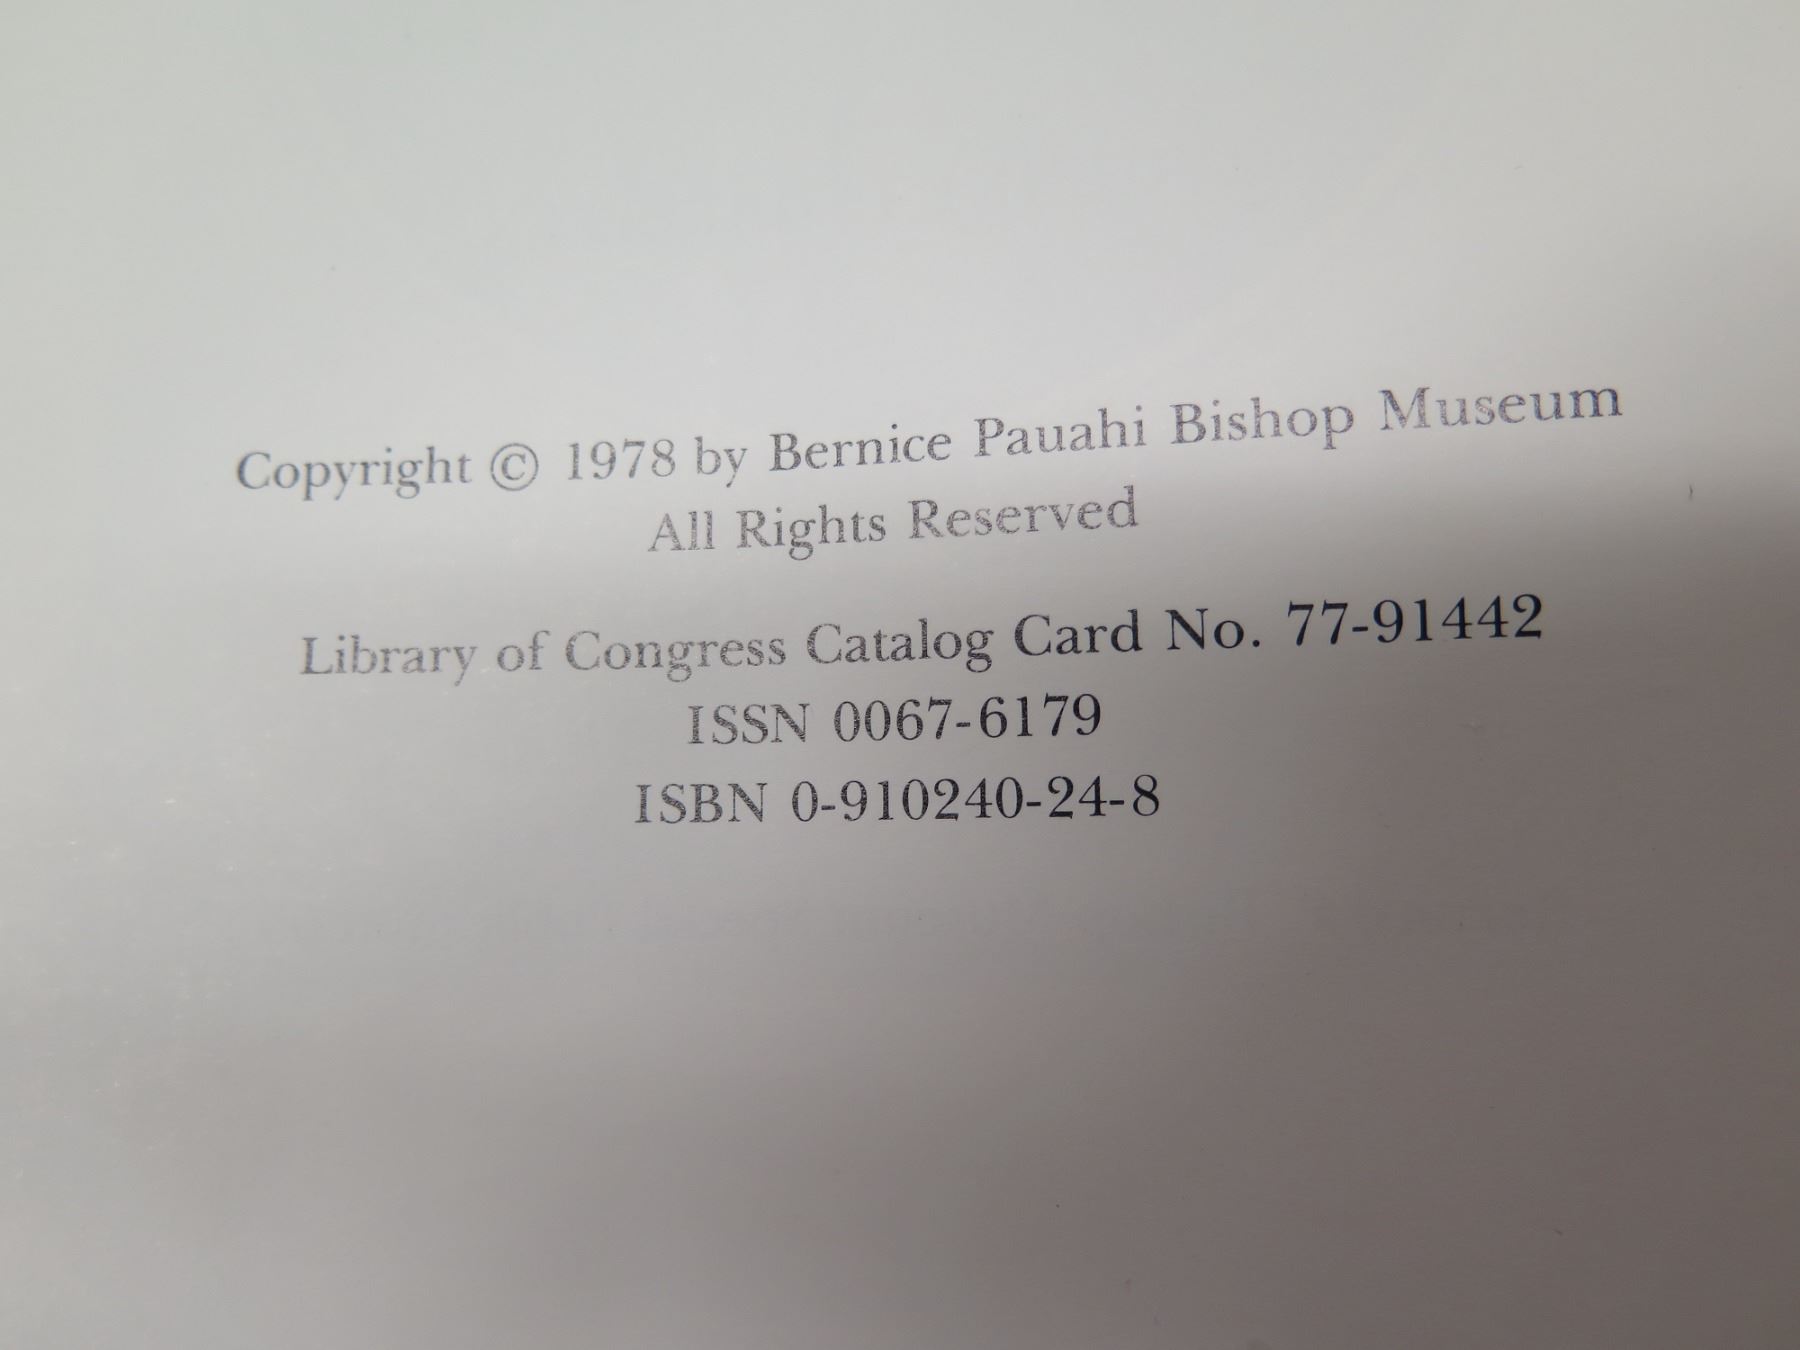 Copyright © 1978 by Bernice Pauahi Bishop Museum
All Rights Reserved
Library of Congress Catalog Card No. 77-91442
ISSN 0067-6179
ISBN 0-910240-24-8